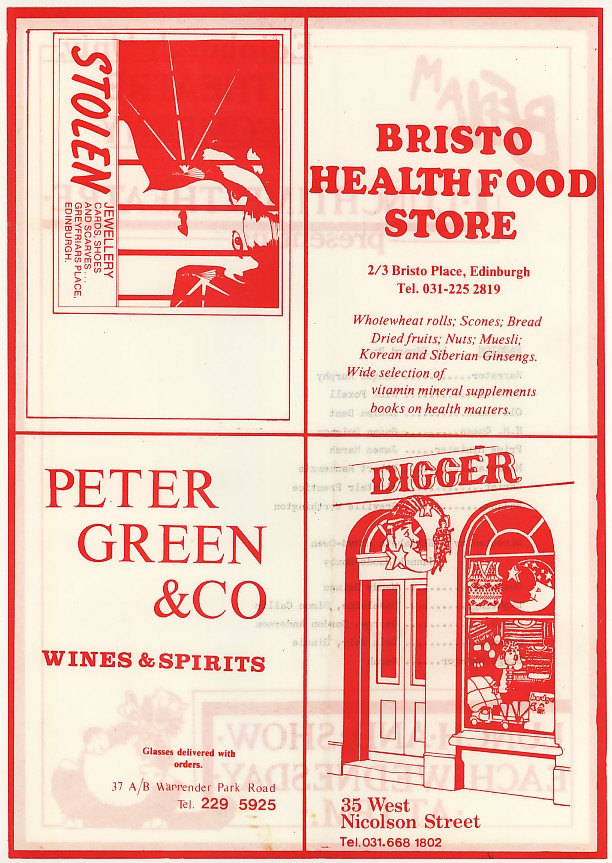 STOLEN
JEWELLERY
CARDS, SHOES
AND SCARVES...
GREYFRIARS PLACE,
EDINBURGH.
BRISTO
HEALTH FOOD
STORE
2/3 Bristo Place, Edinburgh
Tel. 031-225 2819
Whotewheat rolls; Scones; Bread
Dried fruits; Nuts; Muesli;
Korean and Siberian Ginsengs.
Wide selection of
vitamin mineral supplements
books on health matters.
PETER
GREEN
&CO
WINES & SPIRITS
Glasses delivered with
orders.
37 A/B Warrender Park Road
Tel. 229 5925
DIGGER
35 West
Nicolson Street
Tel.031.668 1802